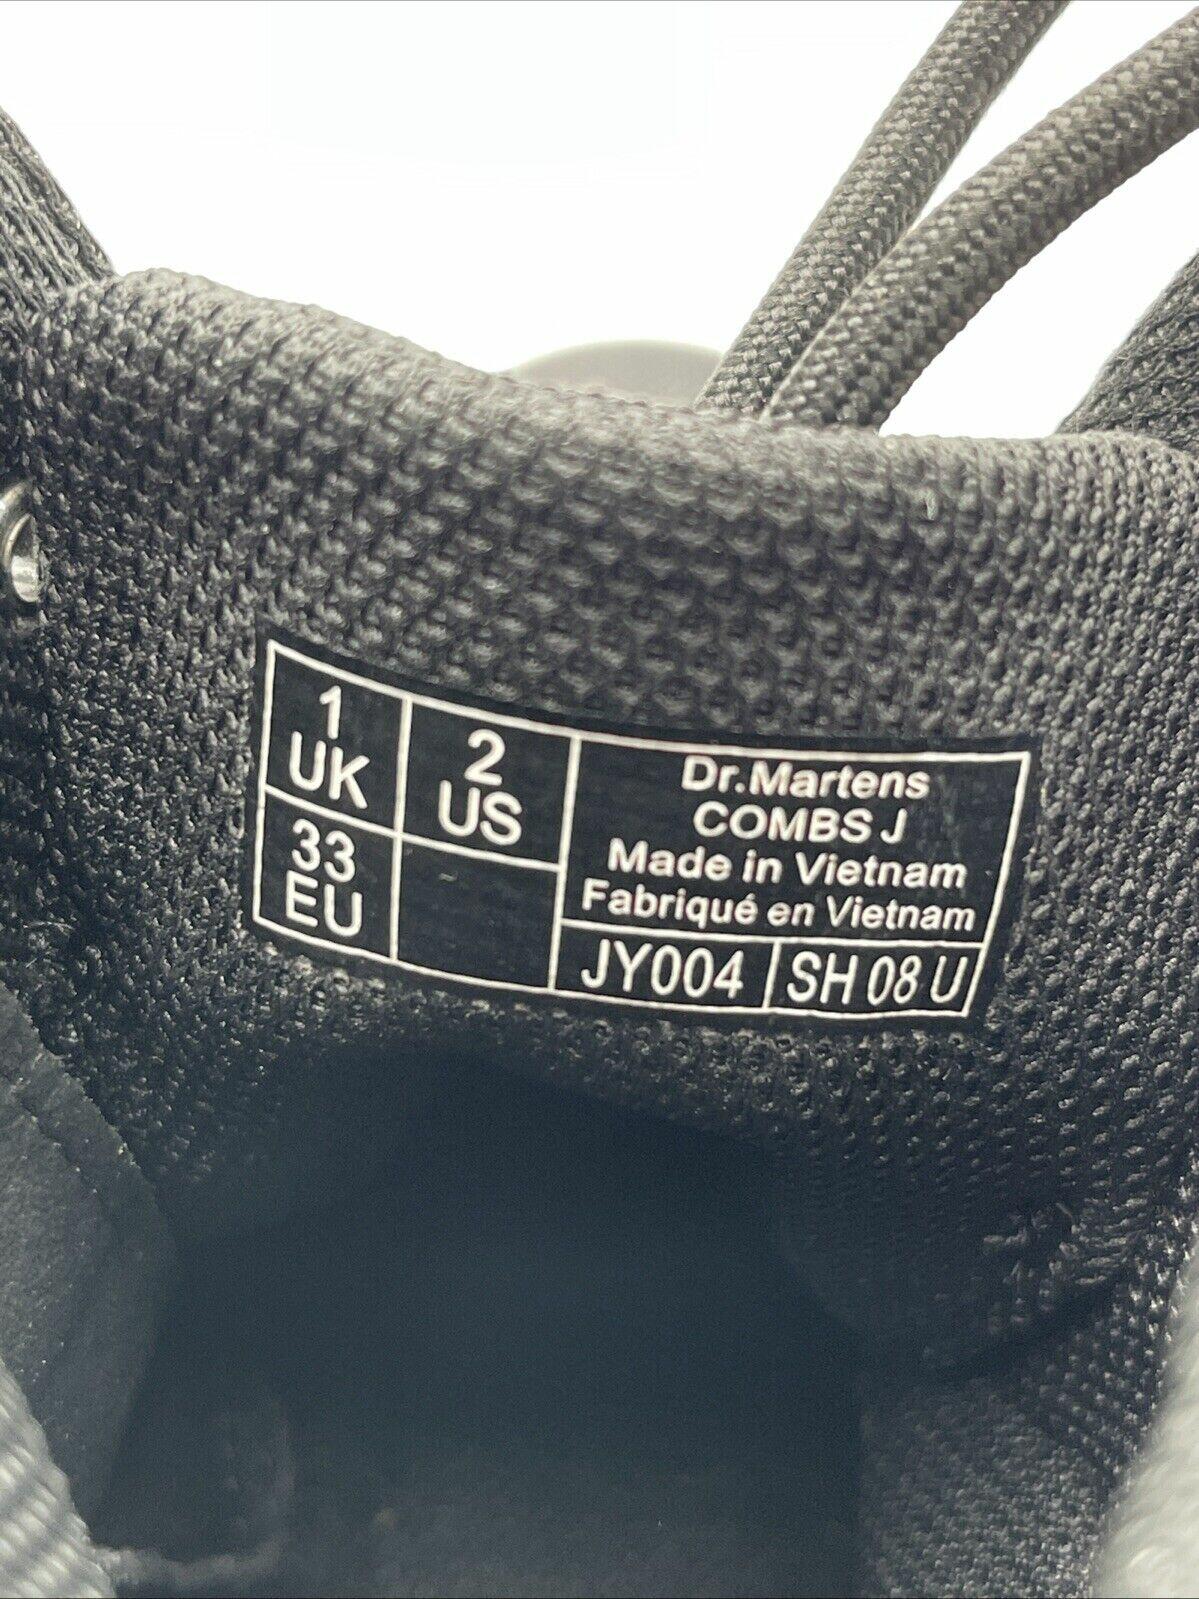 1
UK
2
US
33
EU
Dr.Martens
COMBS J
Made in Vietnam
Fabriqué en Vietnam
JY004
SH 08 U